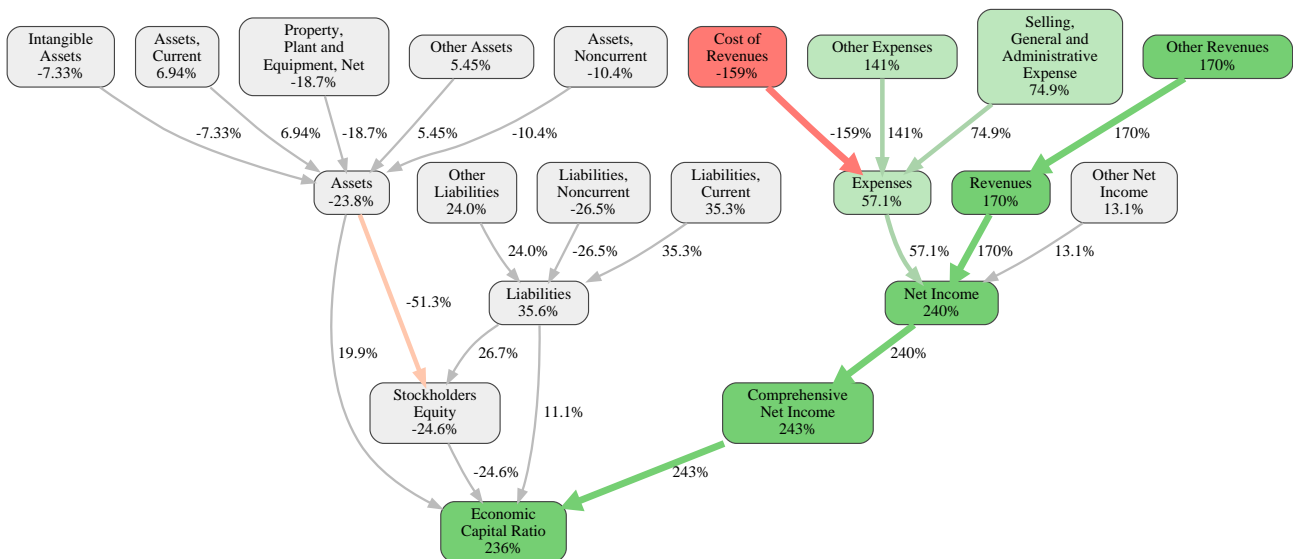 Intangible
Assets
-7.33%
Assets,
Current
6.94%
Property,
Plant and
Equipment, Net
-18.7%
Other Assets
5.45%
Assets,
Noncurrent
-10.4%
Cost of
Revenues
-159%
Other Expenses
141%
Selling,
General and
Administrative
Expense
74.9%
Other Revenues
170%
-7.33%
6.94%
-18.7%
5.45%
-10.4%
-159%
141%
74.9%
170%
Assets
-23.8%
Other
Liabilities
24.0%
Liabilities,
Noncurrent
-26.5%
Liabilities,
Current
35.3%
Expenses
57.1%
Revenues
170%
Other Net
Income
13.1%
24.0%
-26.5%
35.3%
57.1%
170%
13.1%
-51.3%
Liabilities
35.6%
Net Income
240%
19.9%
26.7%
240%
Stockholders
Equity
-24.6%
11.1%
Comprehensive
Net Income
243%
-24.6%
243%
Economic
Capital Ratio
236%